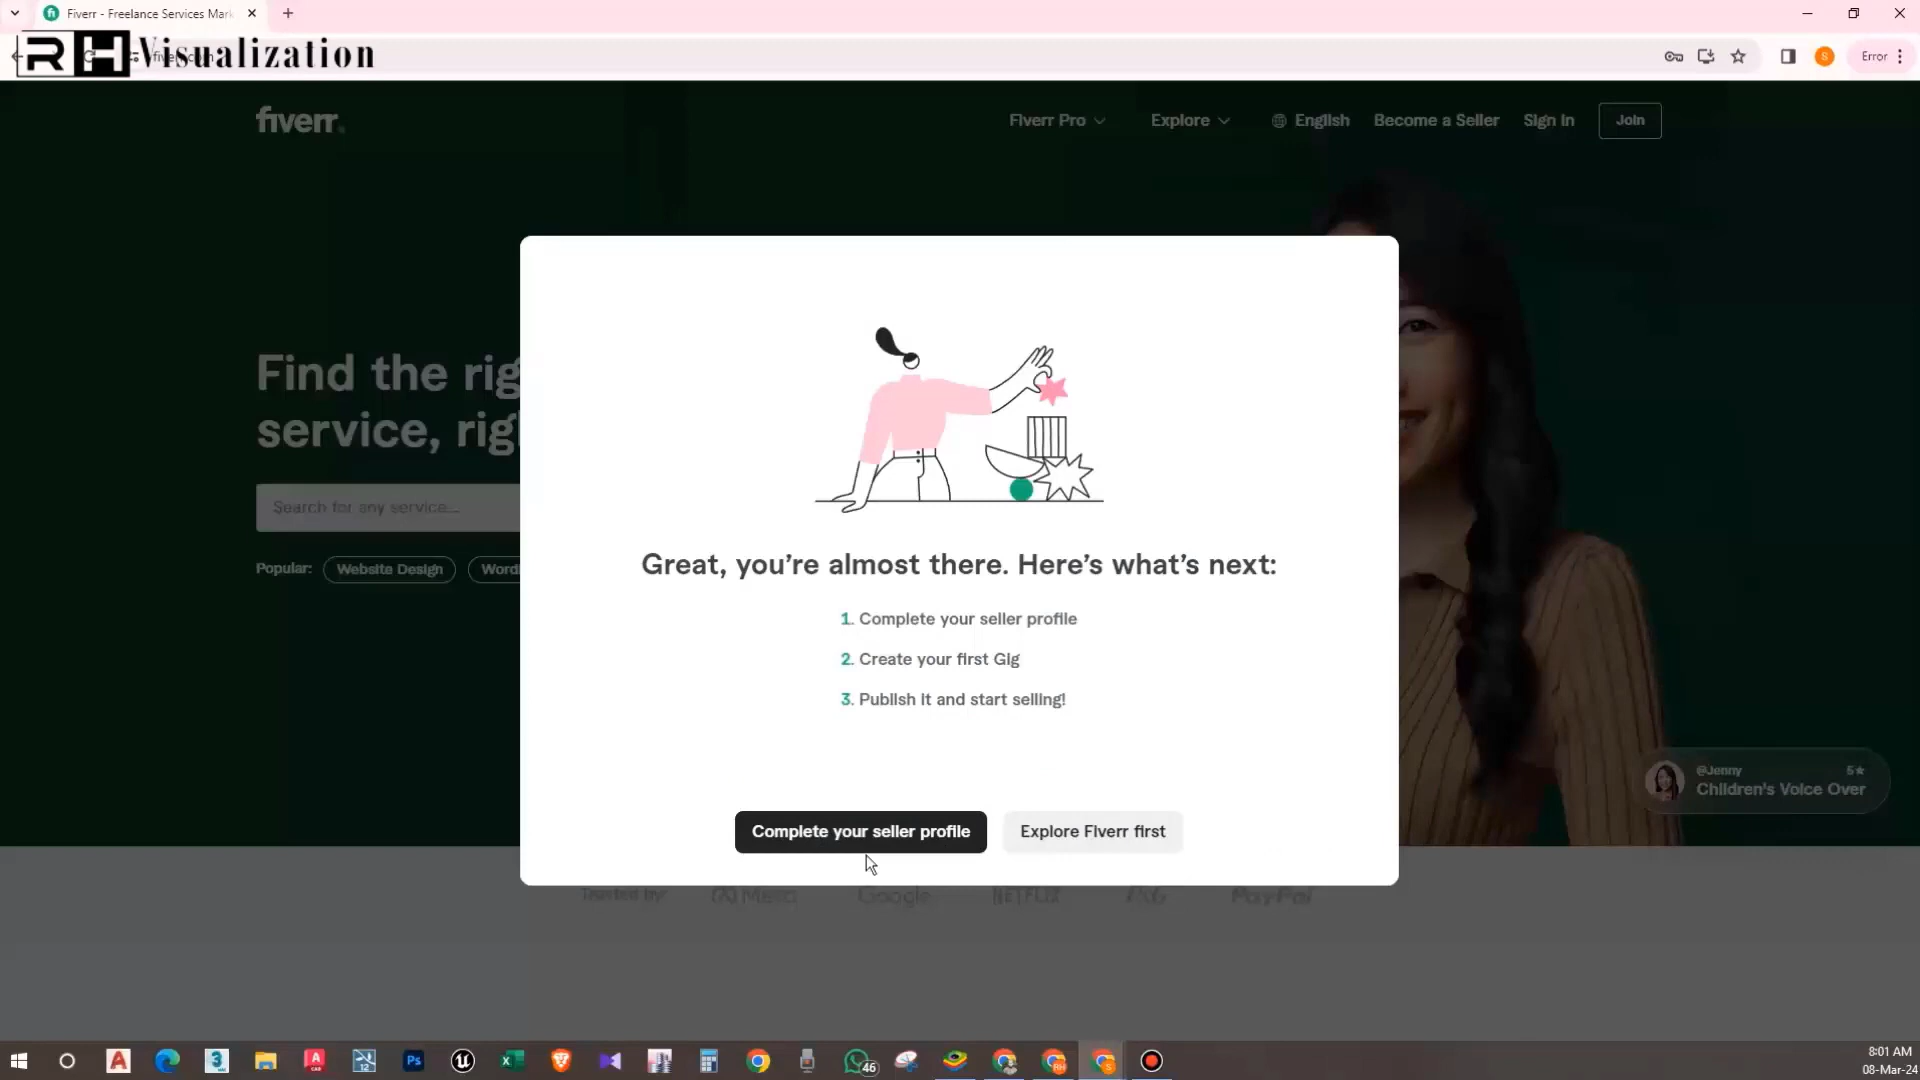 Fiverr - Freelance Services Mark
RH Visualization
Error
fiverr.
Fiverr Pro
Explore
English
Become a Seller
Sign In
Join
Find the rig
service, rig
Search for any service...
Popular:
Website Design
Word
Great, you’re almost there. Here’s what’s next:
1. Complete your seller profile
2. Create your first Gig
3. Publish it and start selling!
Complete your seller profile
Explore Fiverr first
@Jenny
5★
Children's Voice Over
Trusted by:
Meta
Google
NETFLIX
P&G
PayPal
46
8:01 AM
08-Mar-24